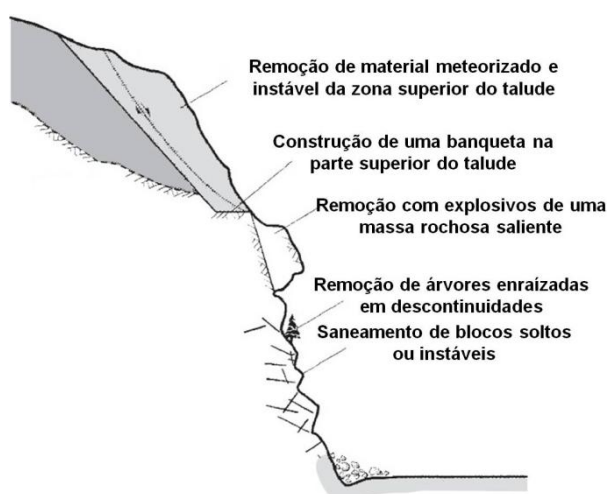 Remoção de material meteorizado e
instável da zona superior do talude
Construção de uma banqueta na
parte superior do talude
Remoção com explosivos de uma
massa rochosa saliente
Remoção de árvores enraízadas
em descontinuidades
Saneamento de blocos soltos
ou instáveis